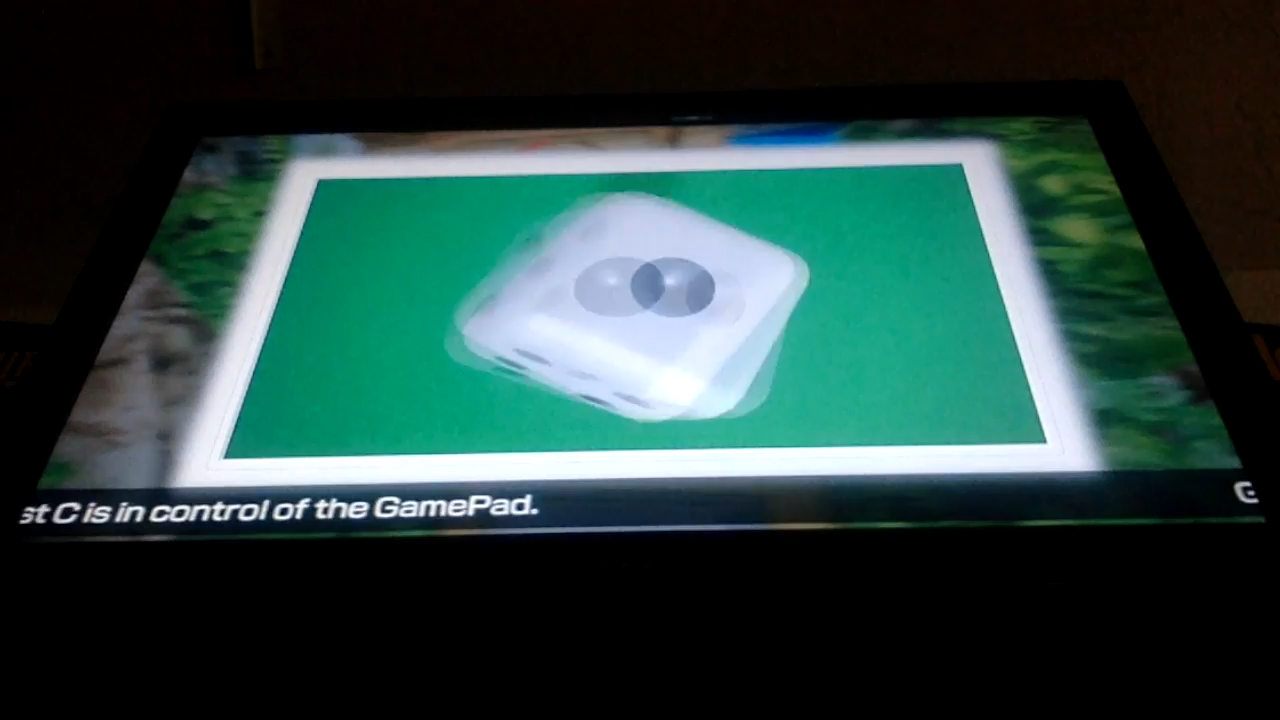 st C is in control of the GamePad.
G